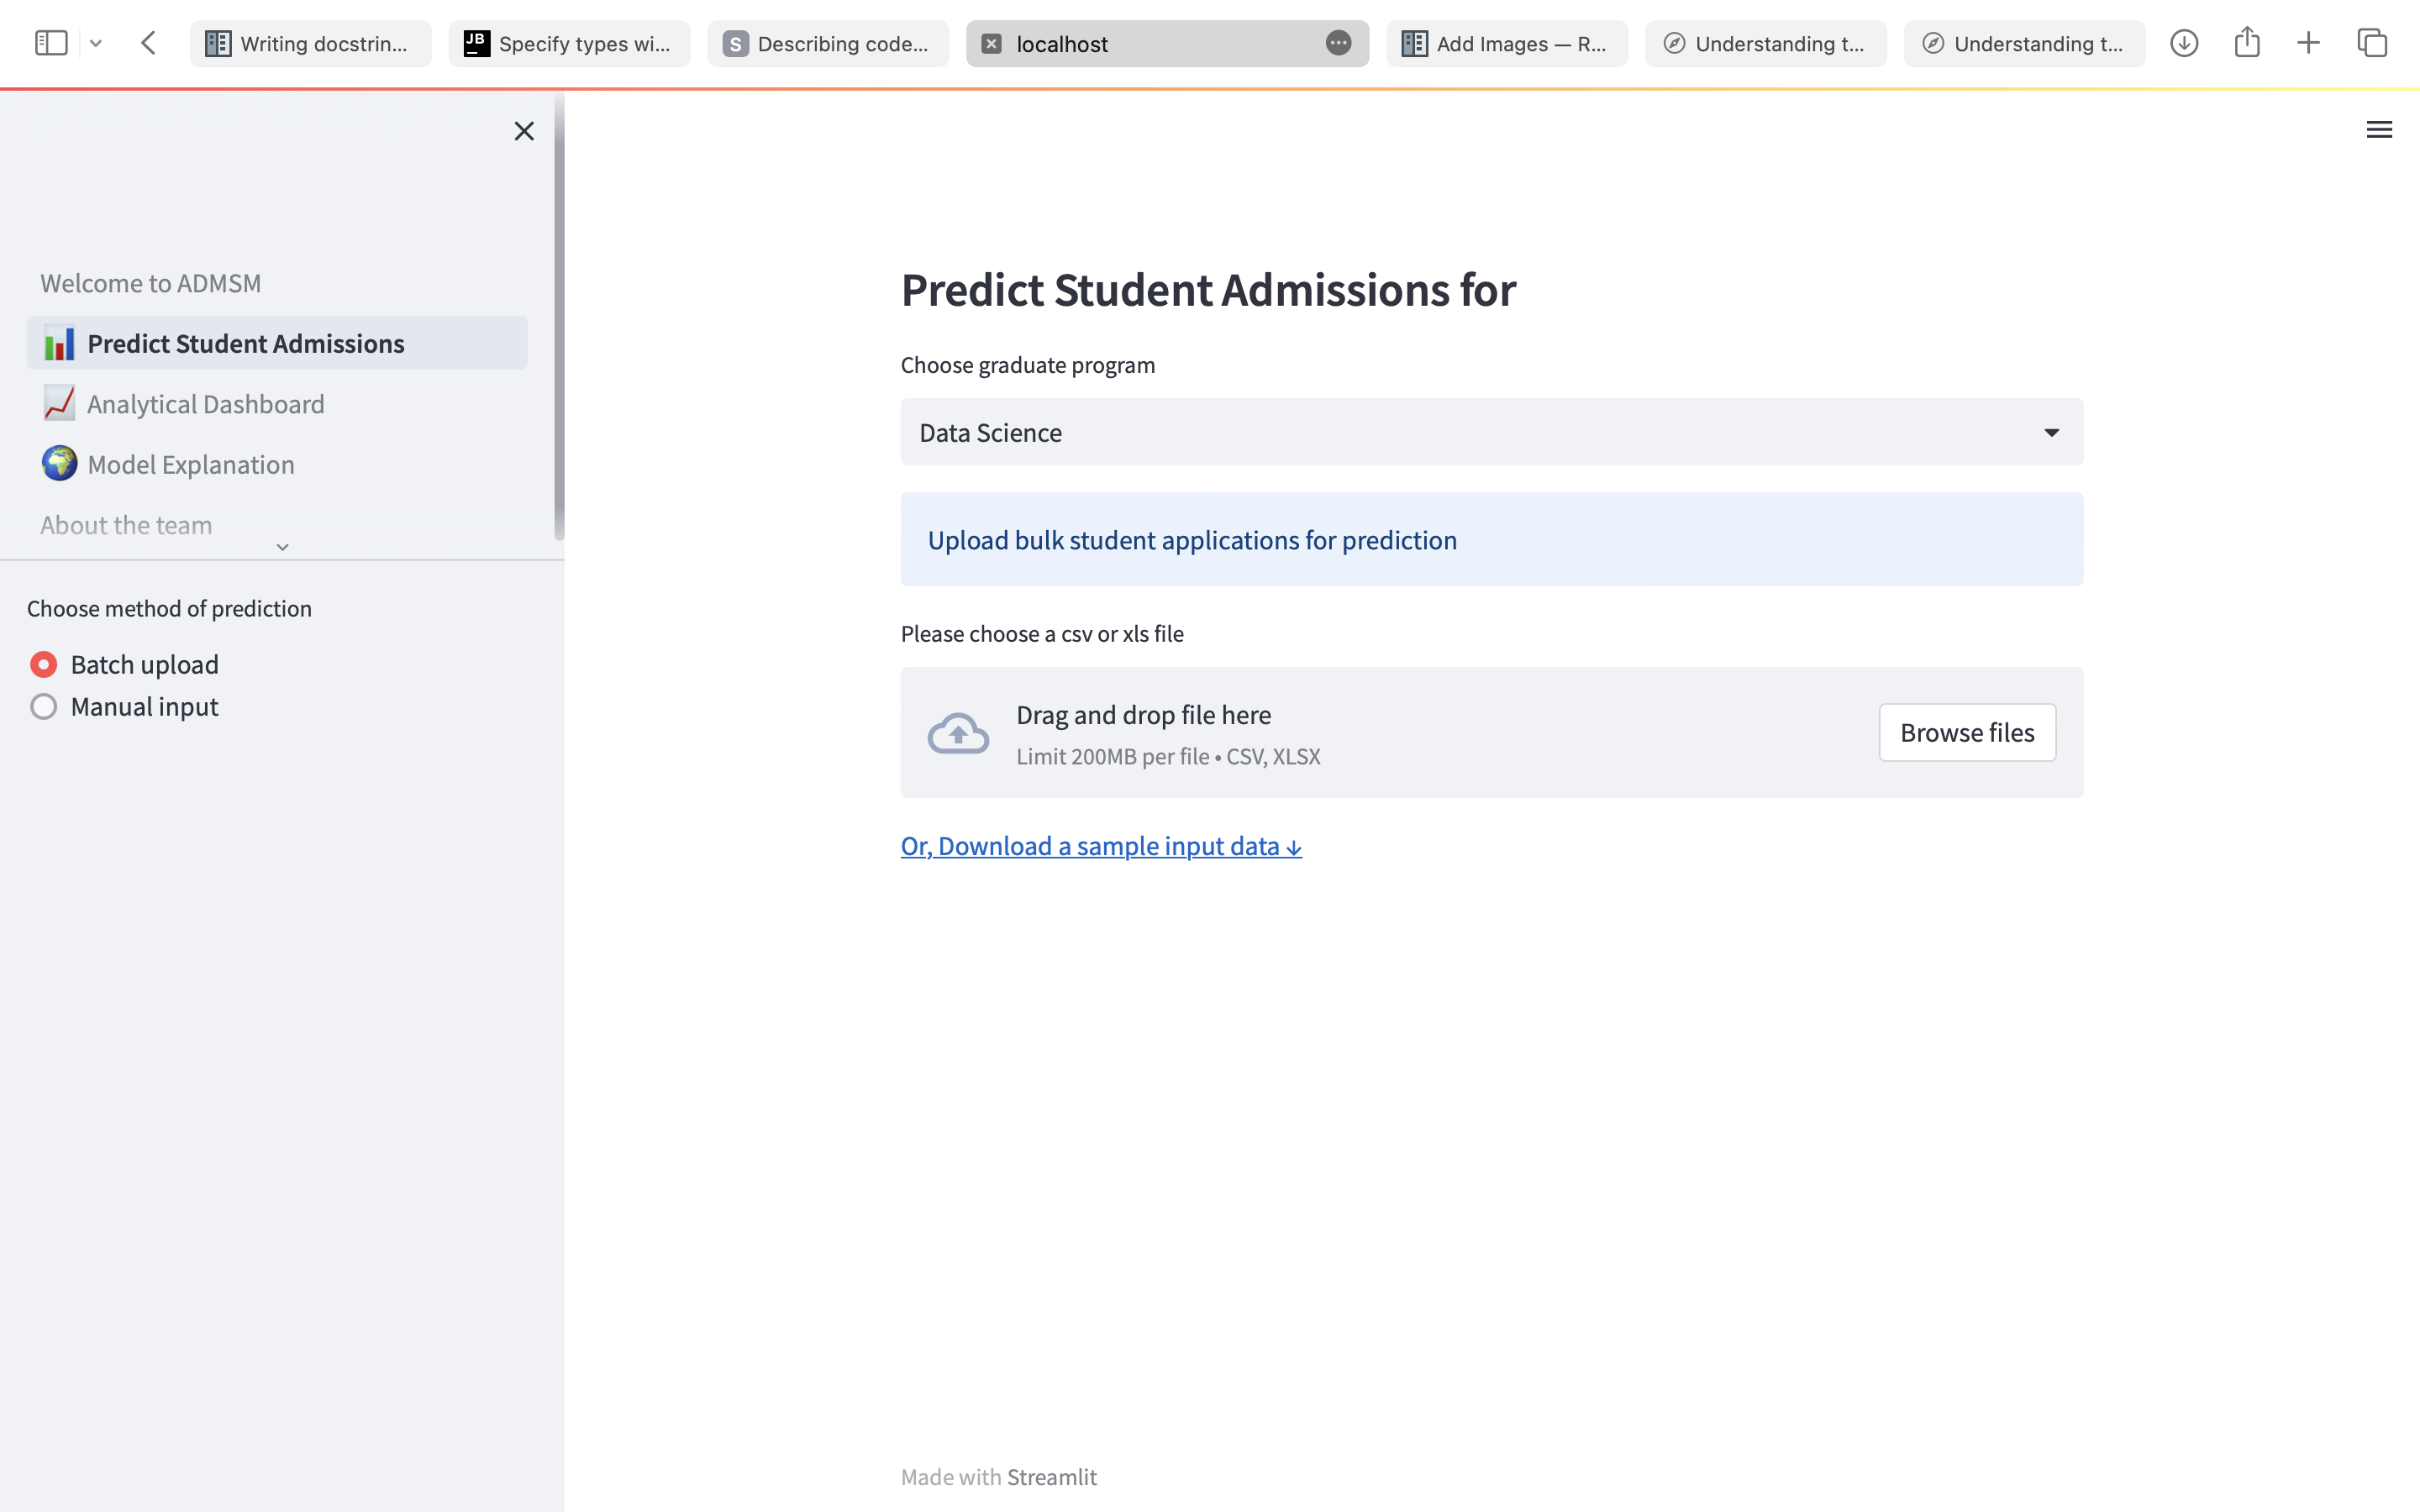 Writing docstrin...
JB Specify types wi...
S Describing code...
localhost
Add Images — R...
Understanding t...
Understanding t...
Welcome to ADMSM
Predict Student Admissions
Analytical Dashboard
Model Explanation
About the team
Choose method of prediction
Batch upload
Manual input
Predict Student Admissions for
Choose graduate program
Data Science
Upload bulk student applications for prediction
Please choose a csv or xls file
Drag and drop file here
Limit 200MB per file • CSV, XLSX
Browse files
Or, Download a sample input data ↓
Made with Streamlit